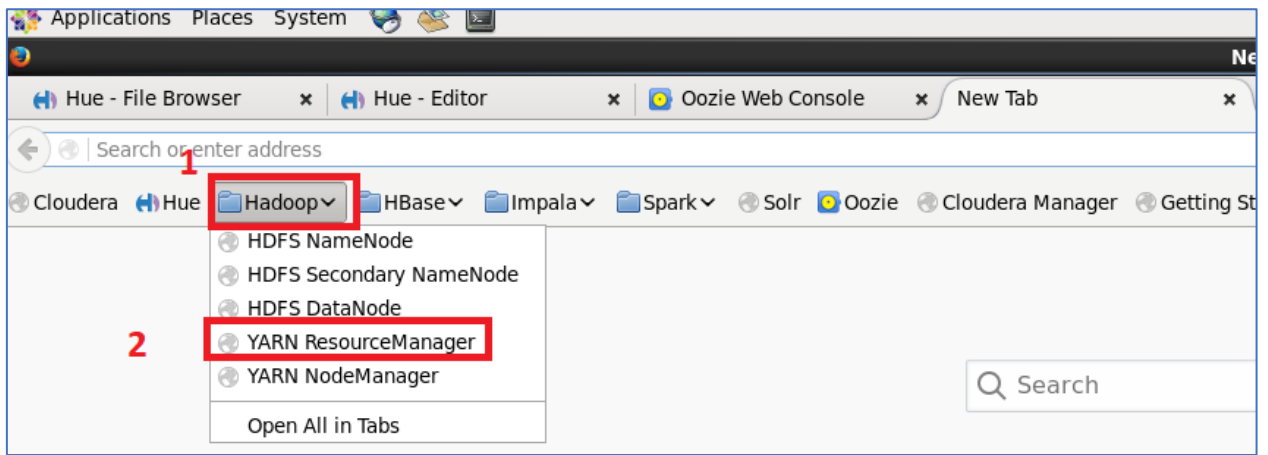 Applications Places System
Ne
Hue - File Browser × Hue - Editor × Oozie Web Console × New Tab ×
Search or enter address
1
Cloudera Hue Hadoop HBase Impala Spark Solr Oozie Cloudera Manager Getting St
HDFS NameNode
HDFS Secondary NameNode
HDFS DataNode
2 YARN ResourceManager
YARN NodeManager
Search
Open All in Tabs